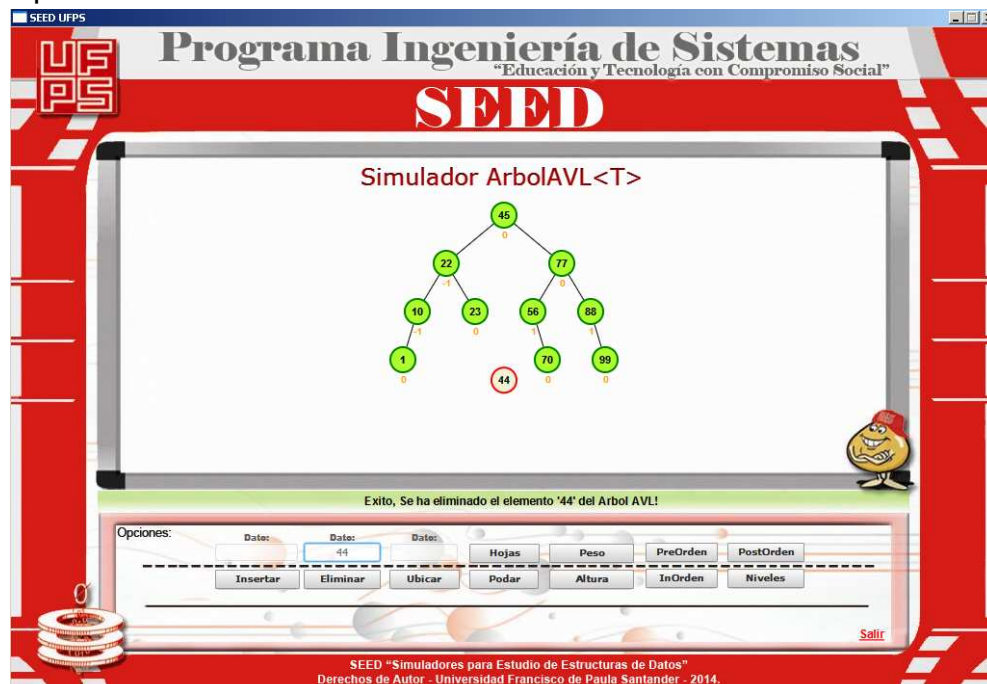 SEED UFPS
UFPS
Programa Ingeniería de Sistemas
“Educación y Tecnología con Compromiso Social”
SEED
Simulador ArbolAVL<T>
45
0
22
77
-1
0
10
23
56
88
-1
0
1
1
1
70
99
44
0
0
0
Exito, Se ha eliminado el elemento '44' del Arbol AVL!
Opciones:
Dato:
Dato:
Dato:
44
Hojas
Peso
PreOrden
PostOrden
Insertar
Eliminar
Ubicar
Podar
Altura
InOrden
Niveles
Salir
SEED “Simuladores para Estudio de Estructuras de Datos”
Derechos de Autor - Universidad Francisco de Paula Santander - 2014.